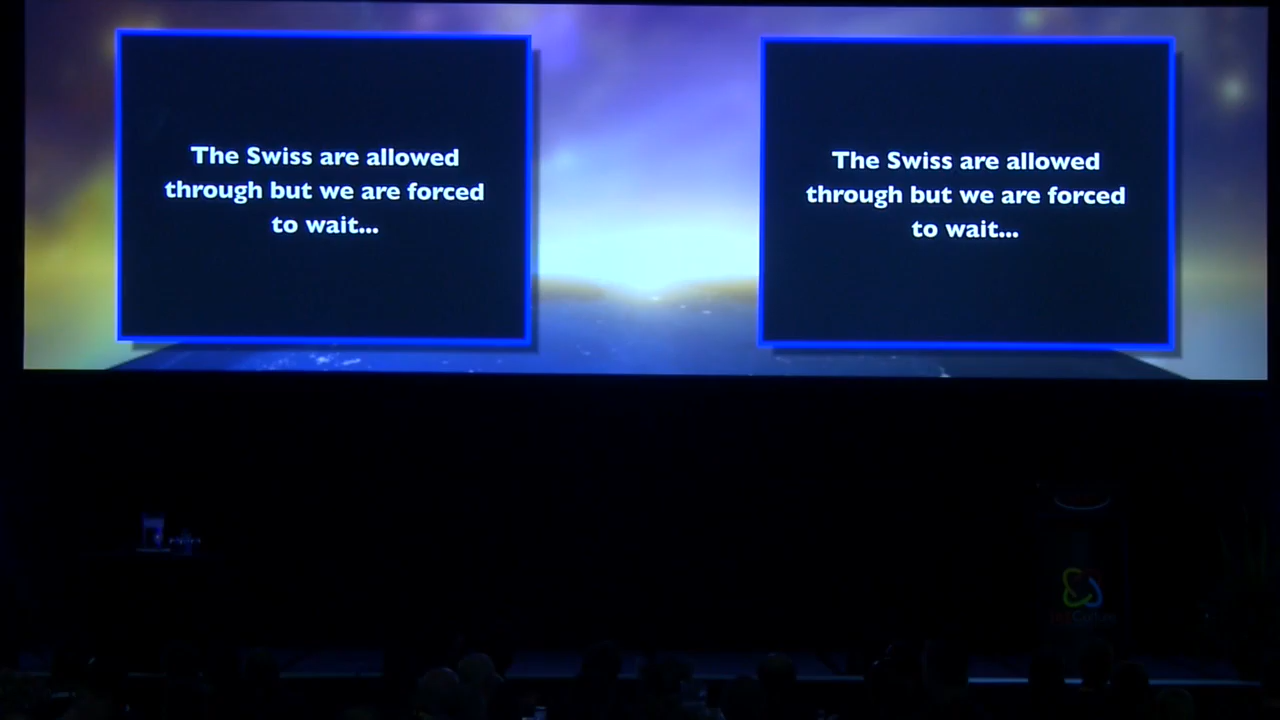 The Swiss are allowed
through but we are forced
to wait...
The Swiss are allowed
through but we are forced
to wait...